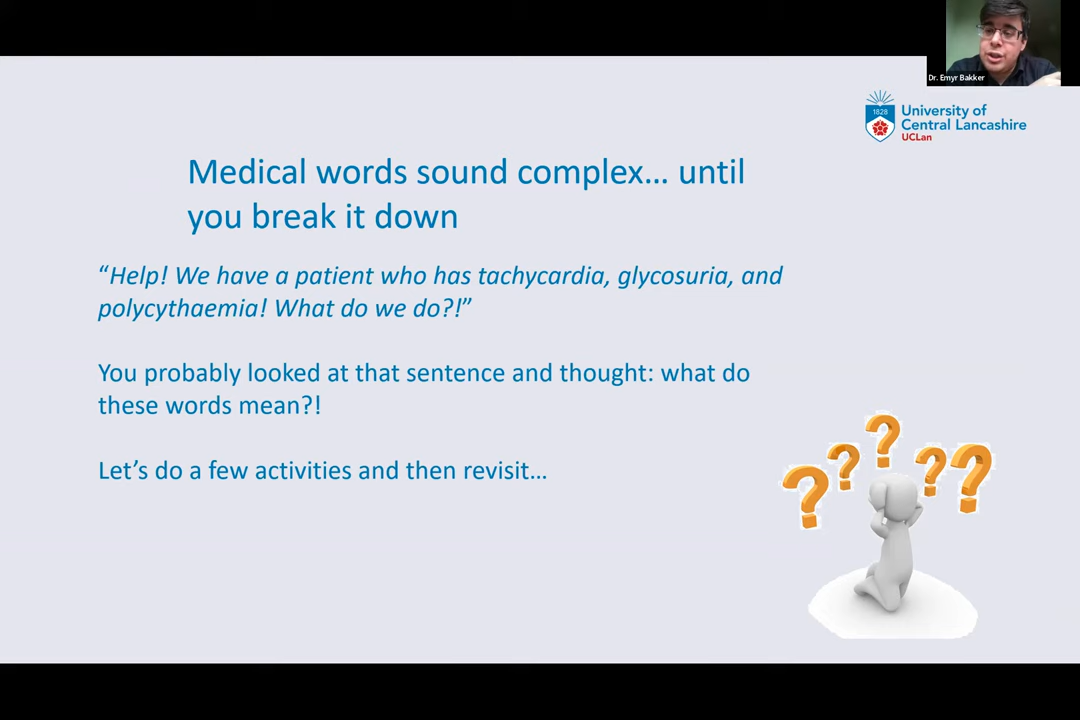 Dr. Emyr Bakker
1828
University of
Central Lancashire
UCLan
Medical words sound complex… until
you break it down
“Help! We have a patient who has tachycardia, glycosuria, and
polycythaemia! What do we do?!”
You probably looked at that sentence and thought: what do
these words mean?!
Let’s do a few activities and then revisit…
? ? ? ? ?